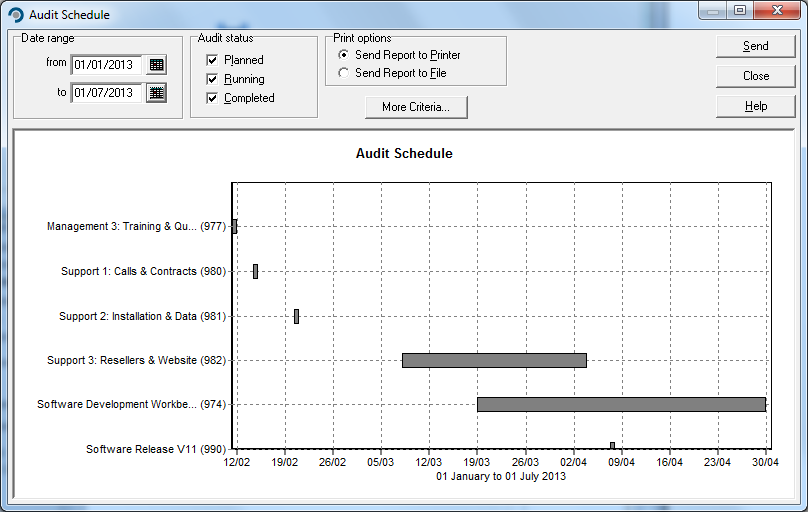 Audit Schedule
Date range
from 01/01/2013
to 01/07/2013
Audit status
Planned
Running
Completed
Print options
Send Report to Printer
Send Report to File
More Criteria...
Send
Close
Help
Audit Schedule
Management 3: Training & Qu... (977)
Support 1: Calls & Contracts (980)
Support 2: Installation & Data (981)
Support 3: Resellers & Website (982)
Software Development Workbe... (974)
Software Release V11 (990)
12/02 19/02 26/02 05/03 12/03 19/03 26/03 02/04 09/04 16/04 23/04 30/04
01 January to 01 July 2013